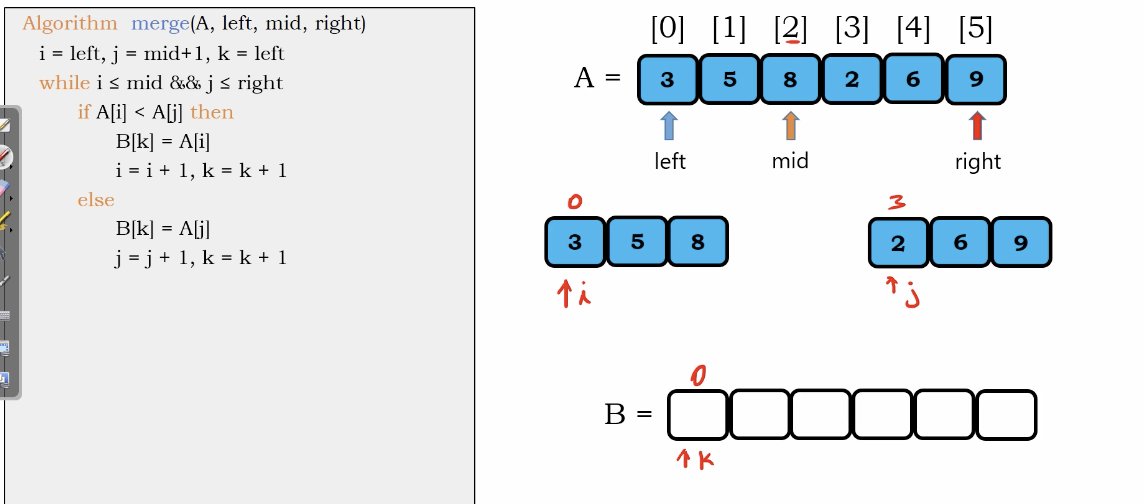 Algorithm merge(A, left, mid, right)
i = left, j = mid+1, k = left
while i ≤ mid && j ≤ right
if A[i] < A[j] then
B[k] = A[i]
i = i + 1, k = k + 1
else
B[k] = A[j]
j = j + 1, k = k + 1
[0] [1] [2] [3] [4] [5]
A = 3 5 8 2 6 9
left mid right
0 3
3 5 8 2 6 9
i j
0
B =
k